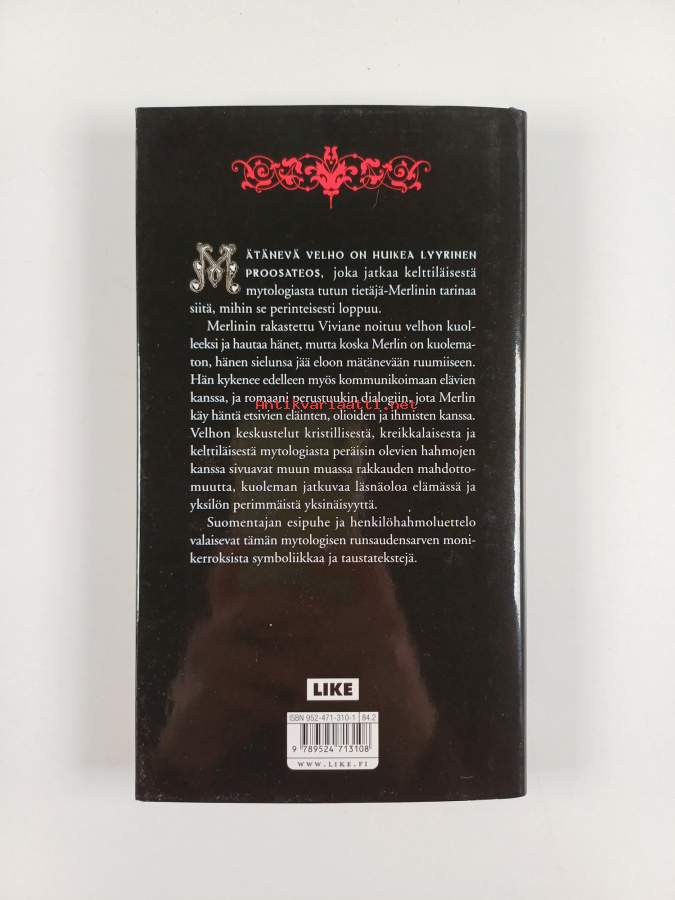 MÄTÄNEVÄ VELHO ON HUIKEA LYYRINEN
PROOSATEOS, joka jatkaa kelttiläisestä
mytologiasta tutun tietäjä-Merlinin tarinaa
siitä, mihin se perinteisesti loppuu.
Merlinin rakastettu Viviane noituu velhon kuol-
leeksi ja hautaa hänet, mutta koska Merlin on kuolema-
ton, hänen sielunsa jää eloon mätänevään ruumiiseen.
Hän kykenee edelleen myös kommunikoimaan elävien
kanssa, ja romaani perustuukin dialogiin, jota Merlin
Antikvariaatti.net
käy häntä etsivien eläinten, olioiden ja ihmisten kanssa.
Velhon keskustelut kristillisestä, kreikkalaisesta ja
kelttiläisestä mytologiasta peräisin olevien hahmojen
kanssa sivuavat muun muassa rakkauden mahdotto-
muutta, kuoleman jatkuvaa läsnäoloa elämässä ja
yksilön perimmäistä yksinäisyyttä.
Suomentajan esipuhe ja henkilöhahmoluettelo
valaisevat tämän mytologisen runsaudensarven moni-
kerroksista symboliikkaa ja taustatekstejä.
LIKE
ISBN 952-471-310-1 84.2
9 789524 713108
WWW.LIKE.FI